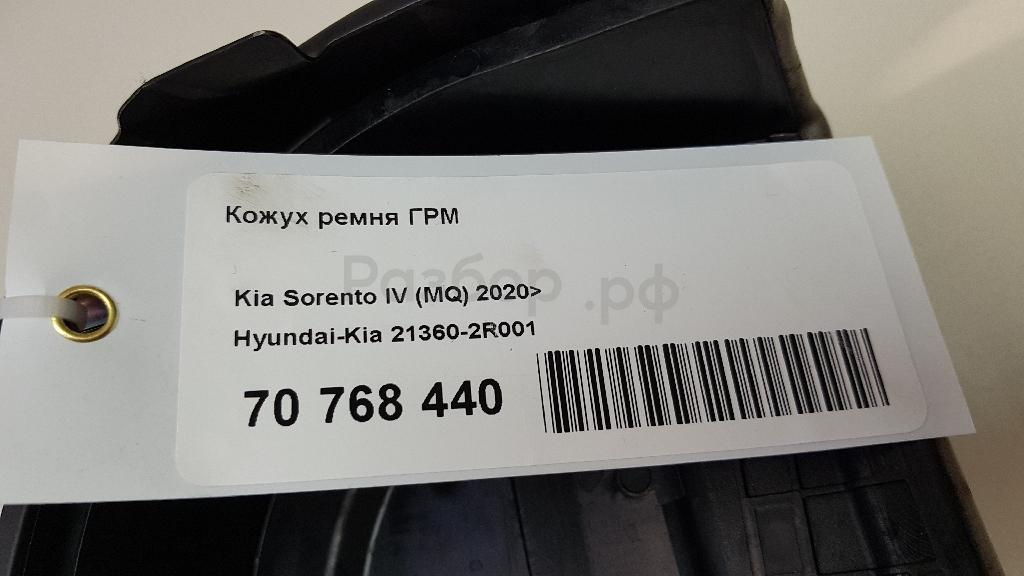 Кожух ремня ГРМ
Разбор.рф
Kia Sorento IV (MQ) 2020>
Hyundai-Kia 21360-2R001
70 768 440